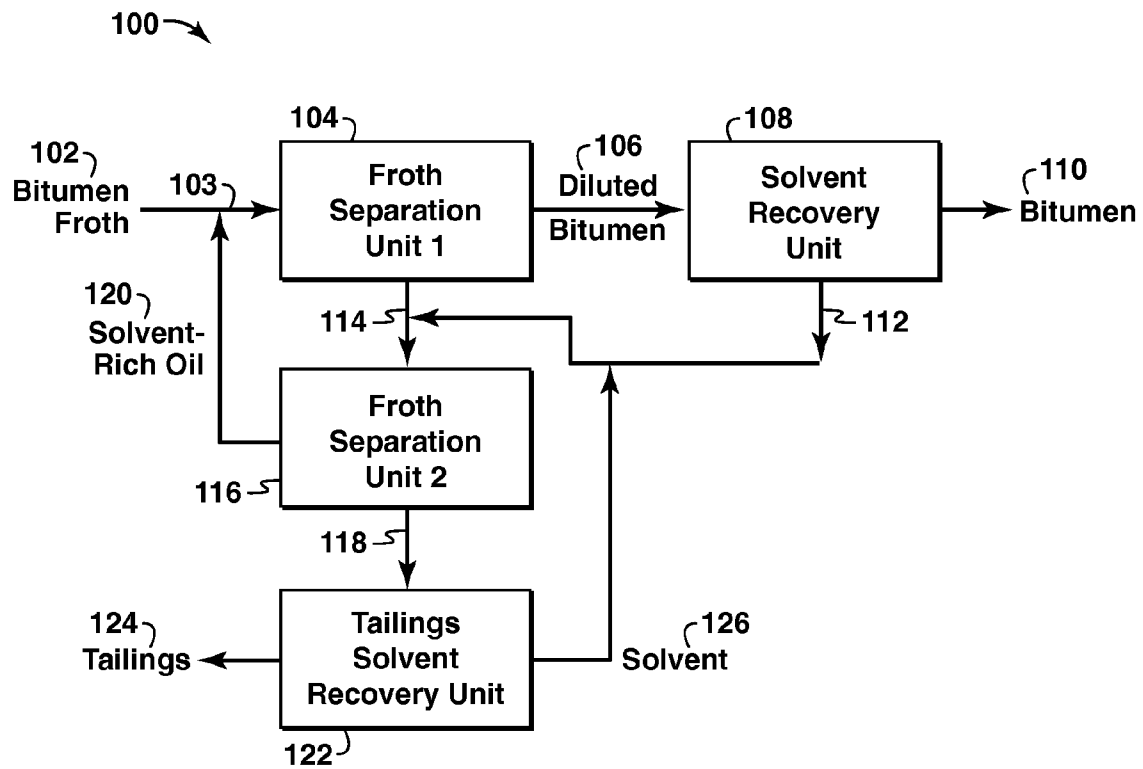 100
102
Bitumen
Froth
103
104
Froth
Separation
Unit 1
106
Diluted
Bitumen
108
Solvent
Recovery
Unit
110
Bitumen
120
Solvent-
Rich Oil
114
112
Froth
Separation
Unit 2
116
118
124
Tailings
Tailings
Solvent
Recovery Unit
126
Solvent
122